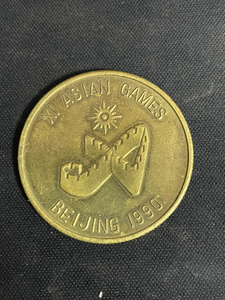 XI ASIAN GAMES
BEIJING 1990